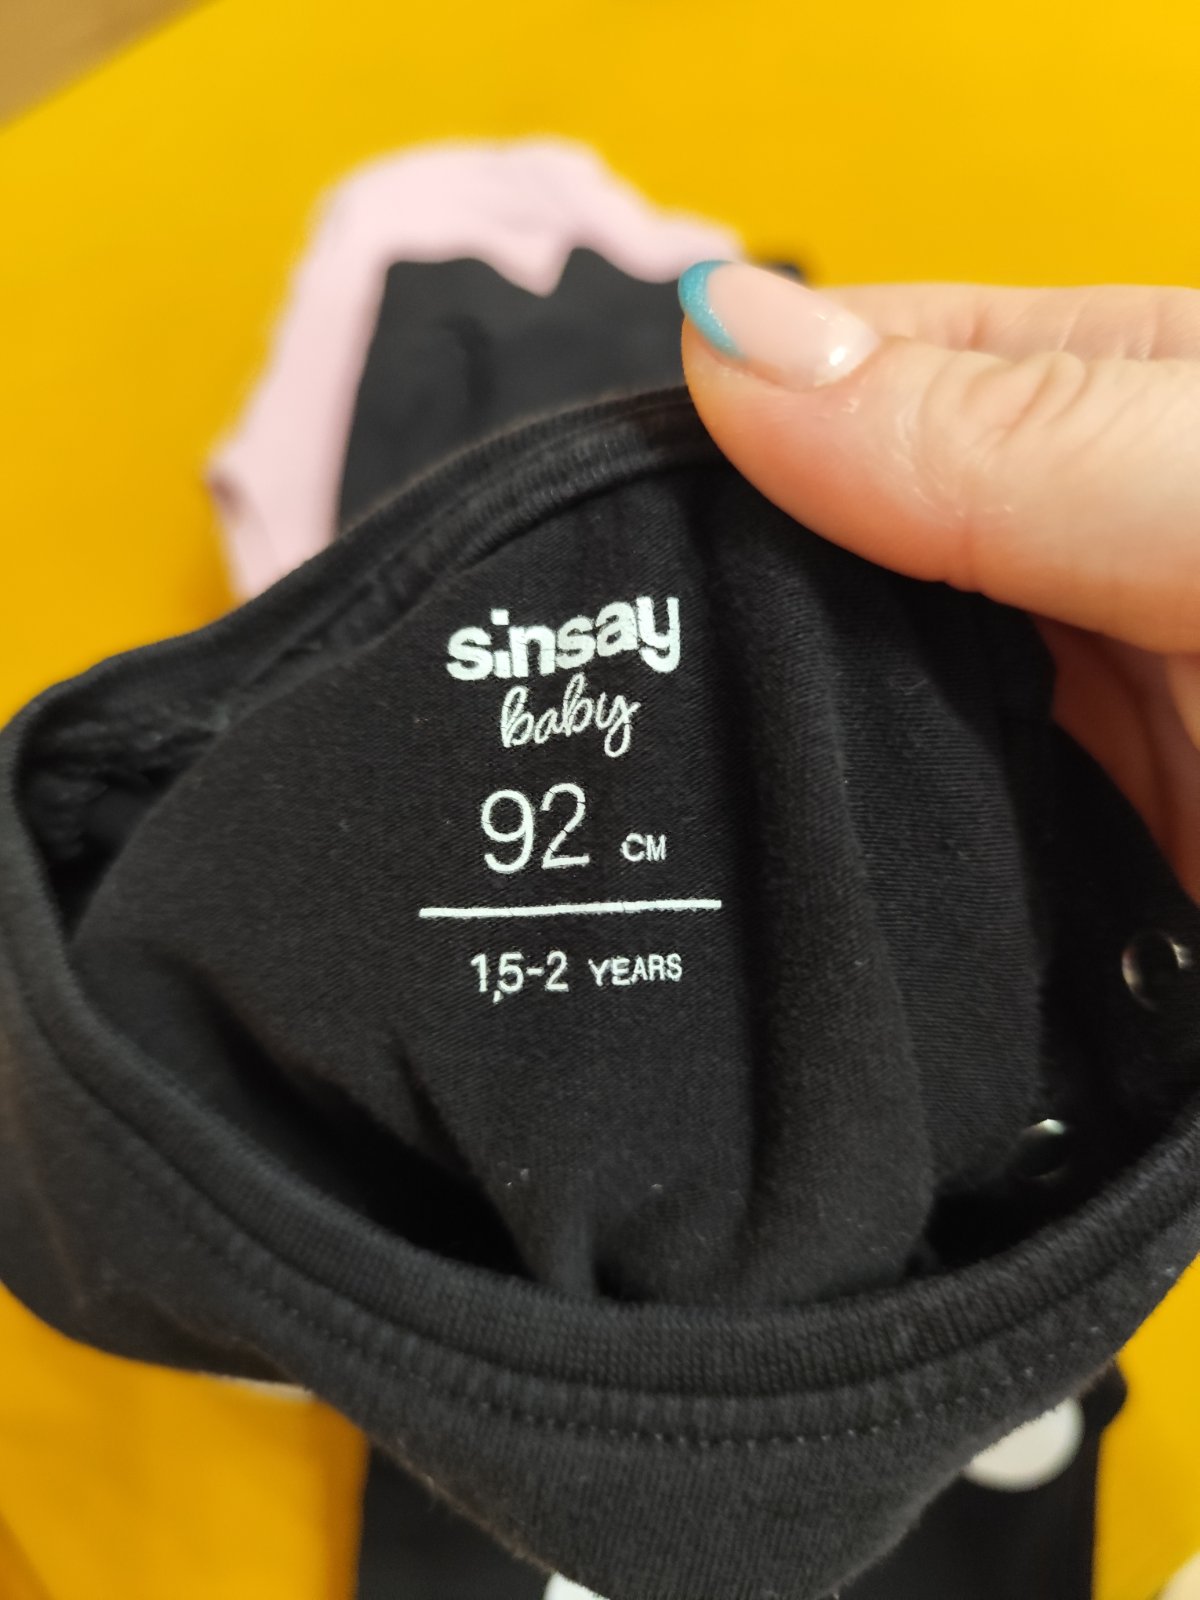 sinsay
baby
92 CM
1,5-2 YEARS